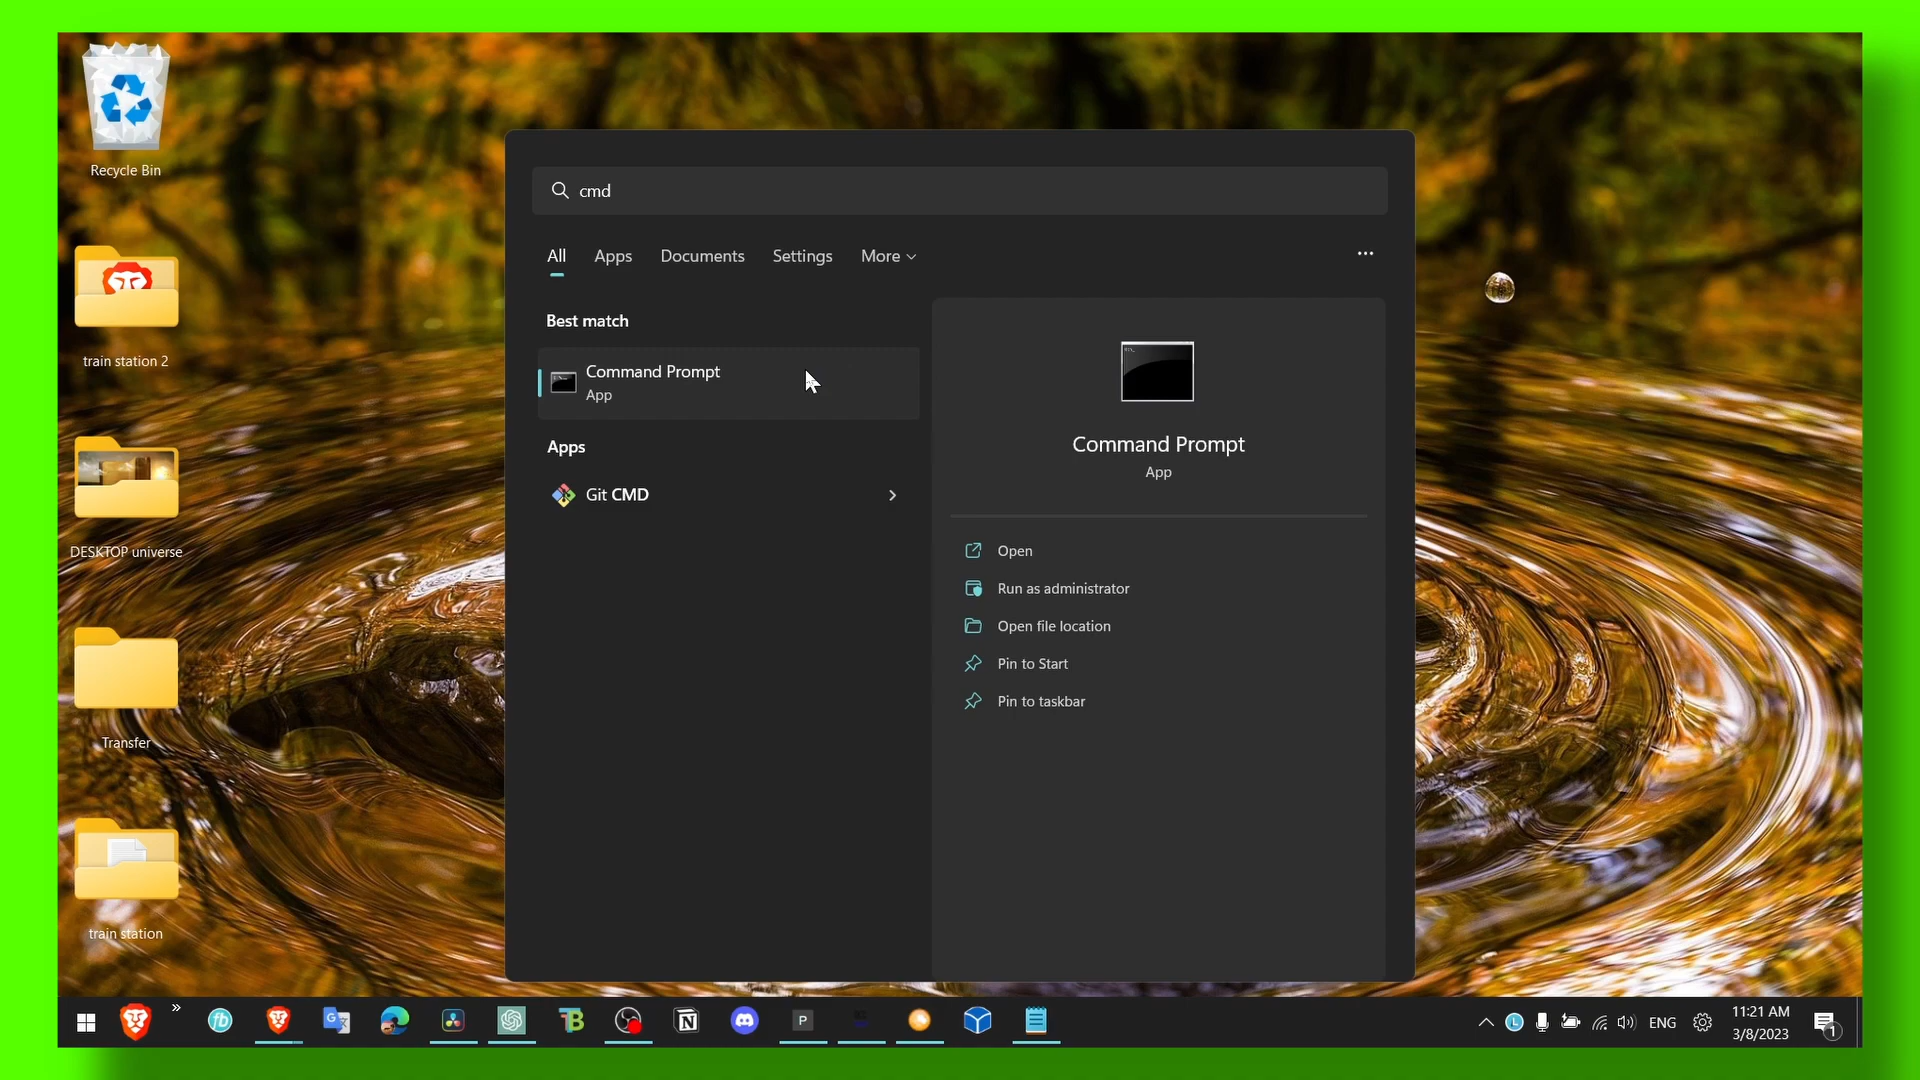 Recycle Bin
train station 2
DESKTOP universe
Transfer
train station
cmd
All Apps Documents Settings More
Best match
Command Prompt
App
Apps
Git CMD
Command Prompt
App
Open
Run as administrator
Open file location
Pin to Start
Pin to taskbar
ENG
11:21 AM
3/8/2023
1